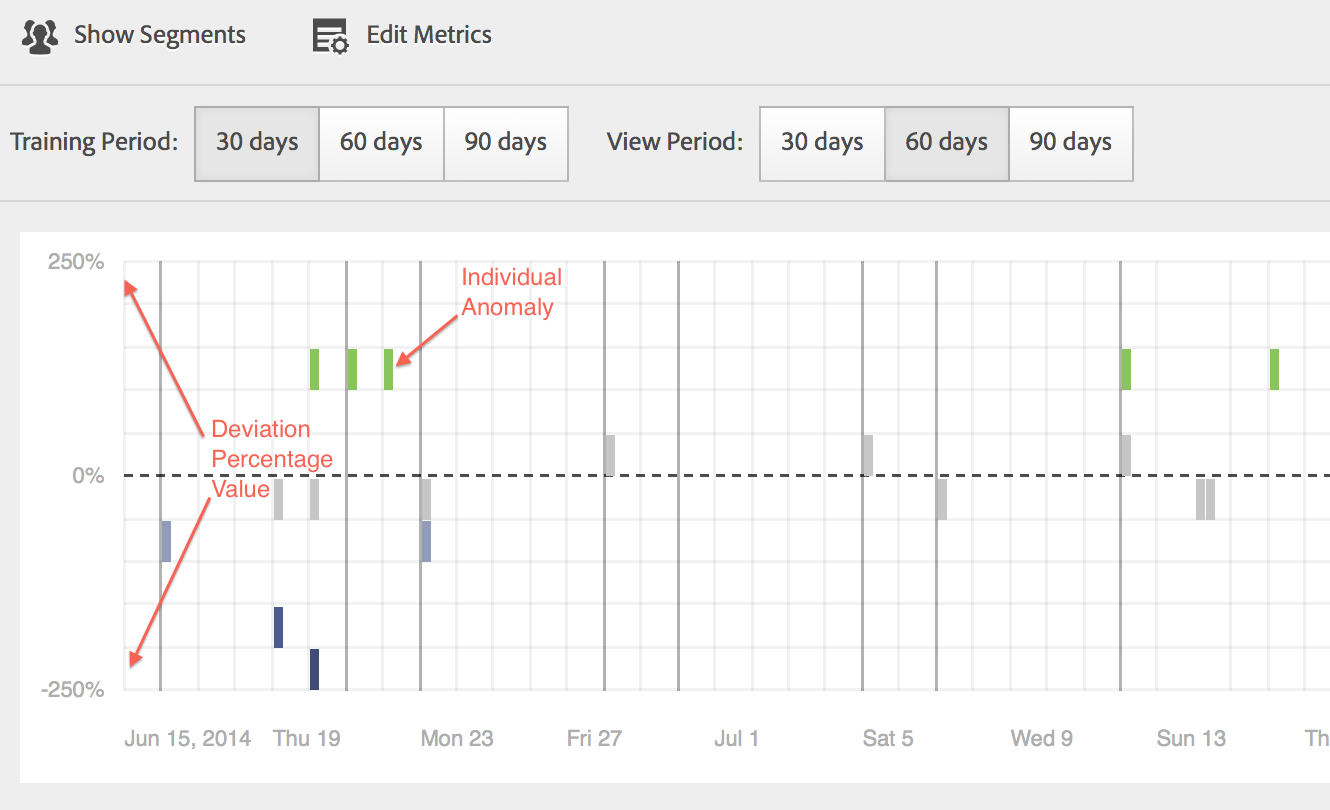 Show Segments
Edit Metrics
Training Period:
30 days
60 days
90 days
View Period:
30 days
60 days
90 days
250%
Individual
Anomaly
Deviation
Percentage
0%
Value
-250%
Jun 15, 2014
Thu 19
Mon 23
Fri 27
Jul 1
Sat 5
Wed 9
Sun 13
Th